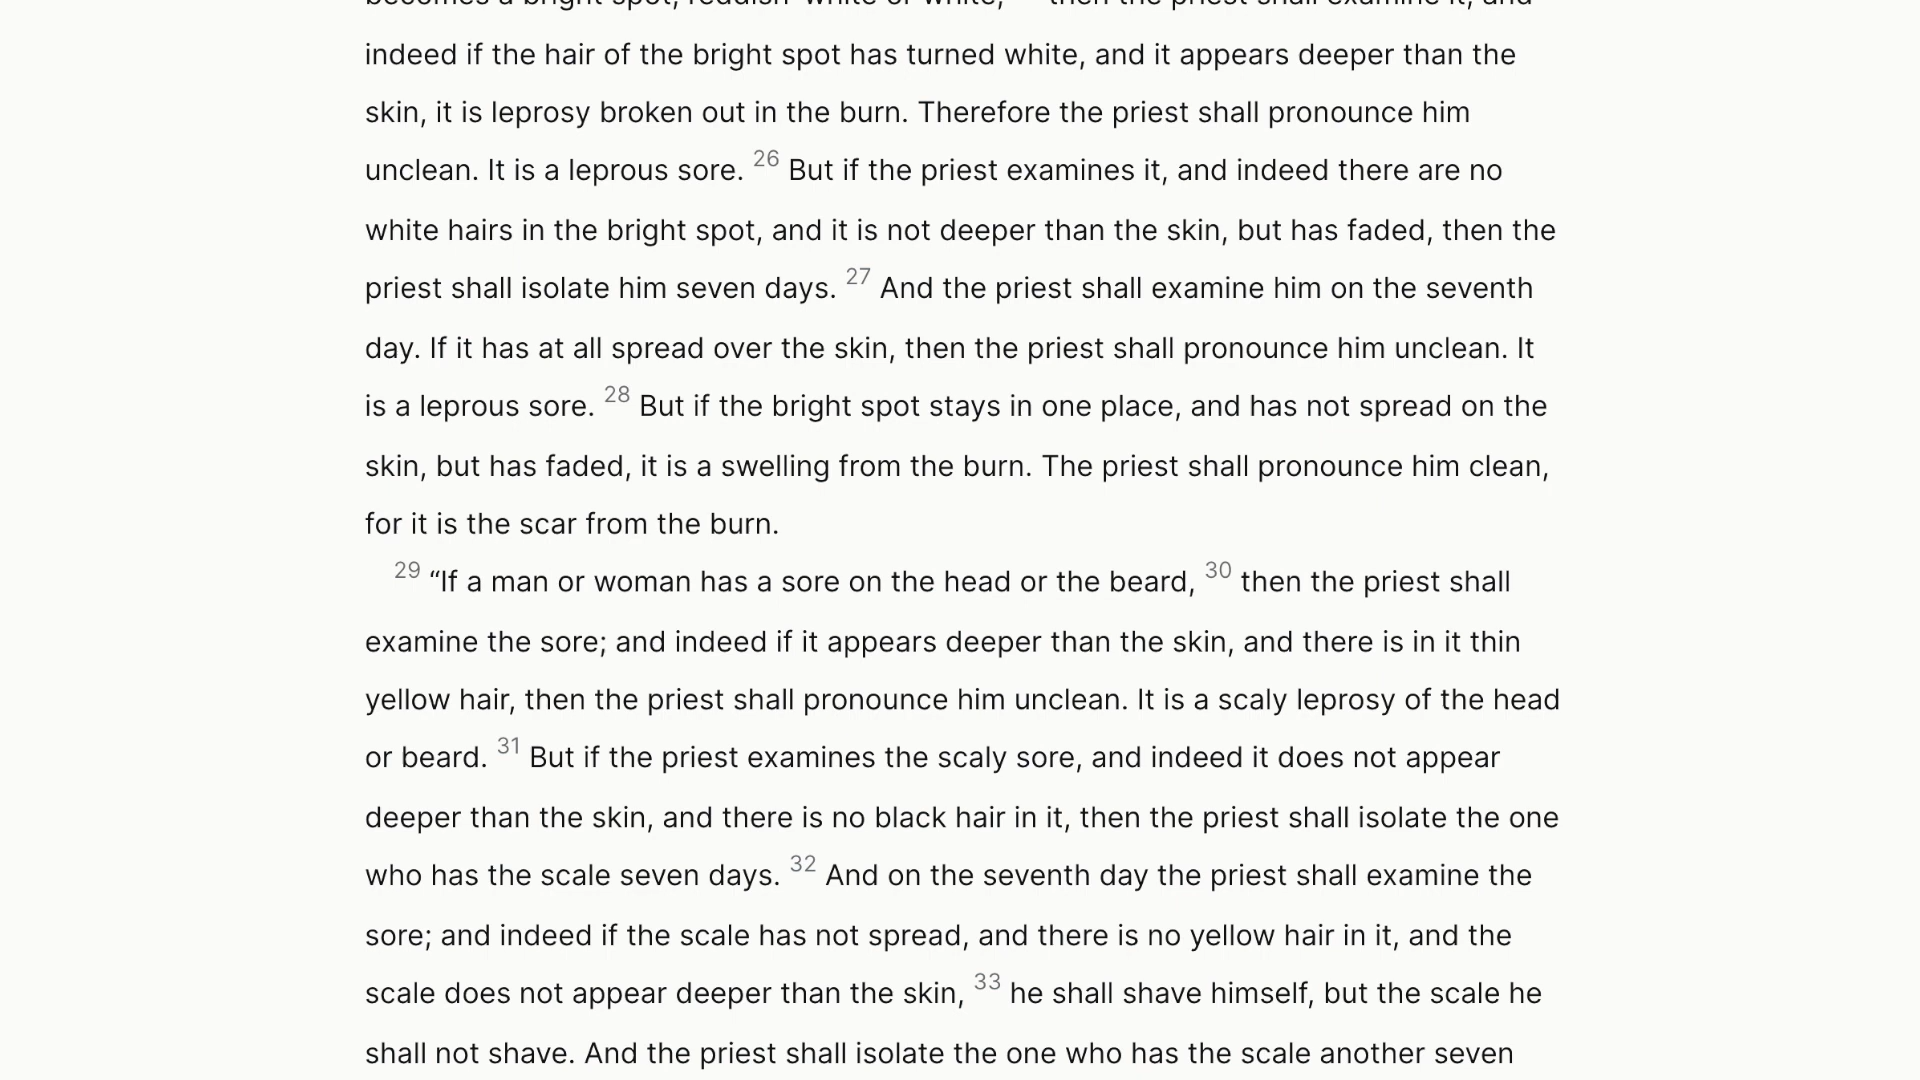 becomes a bright spot, reddish-white or white, then the priest shall examine it; and
indeed if the hair of the bright spot has turned white, and it appears deeper than the
skin, it is leprosy broken out in the burn. Therefore the priest shall pronounce him
unclean. It is a leprous sore. 26 But if the priest examines it, and indeed there are no
white hairs in the bright spot, and it is not deeper than the skin, but has faded, then the
priest shall isolate him seven days. 27 And the priest shall examine him on the seventh
day. If it has at all spread over the skin, then the priest shall pronounce him unclean. It
is a leprous sore. 28 But if the bright spot stays in one place, and has not spread on the
skin, but has faded, it is a swelling from the burn. The priest shall pronounce him clean,
for it is the scar from the burn.
29 “If a man or woman has a sore on the head or the beard, 30 then the priest shall
examine the sore; and indeed if it appears deeper than the skin, and there is in it thin
yellow hair, then the priest shall pronounce him unclean. It is a scaly leprosy of the head
or beard. 31 But if the priest examines the scaly sore, and indeed it does not appear
deeper than the skin, and there is no black hair in it, then the priest shall isolate the one
who has the scale seven days. 32 And on the seventh day the priest shall examine the
sore; and indeed if the scale has not spread, and there is no yellow hair in it, and the
scale does not appear deeper than the skin, 33 he shall shave himself, but the scale he
shall not shave. And the priest shall isolate the one who has the scale another seven